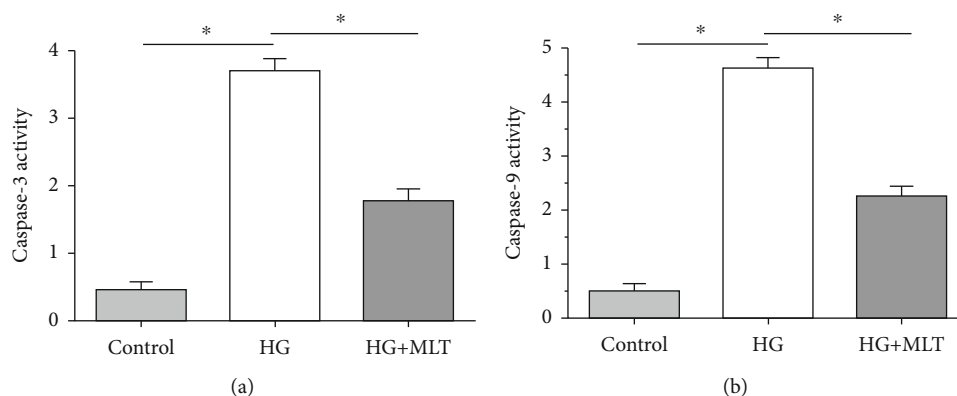 * *
4
3
2
1
0
Caspase-3 activity
Control HG HG+MLT
(a)
* *
5
4
3
2
1
0
Caspase-9 activity
Control HG HG+MLT
(b)